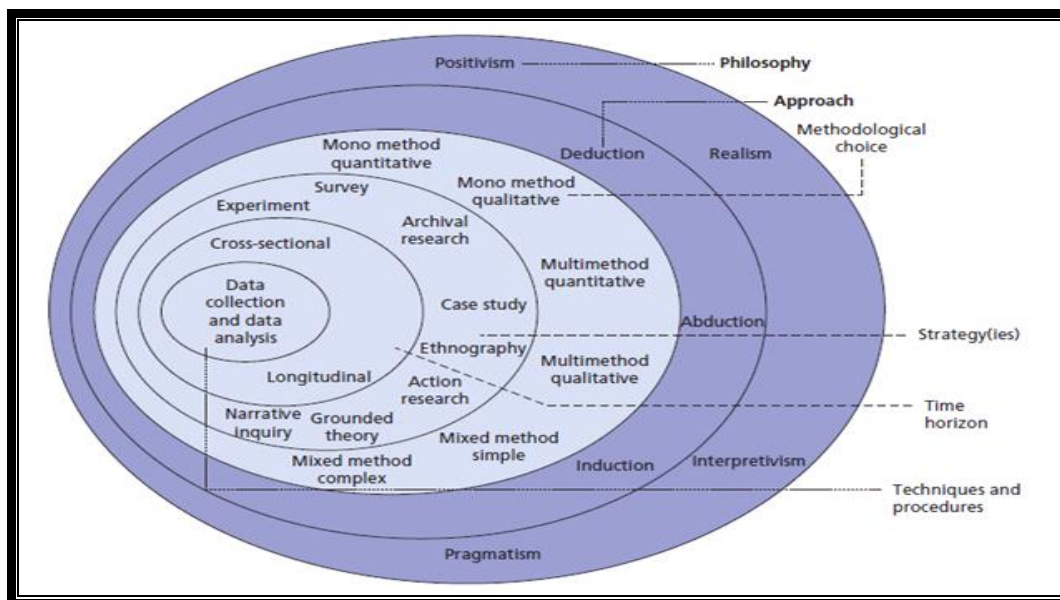 Positivism
Philosophy
Approach
Methodological
choice
Mono method
quantitative
Deduction
Realism
Survey
Mono method
qualitative
Experiment
Archival
research
Cross-sectional
Multimethod
quantitative
Data
collection
and data
analysis
Case study
Abduction
Strategy(ies)
Ethnography
Multimethod
qualitative
Longitudinal
Action
research
Time
horizon
Narrative
inquiry
Grounded
theory
Mixed method
simple
Mixed method
complex
Induction
Interpretivism
Techniques and
procedures
Pragmatism